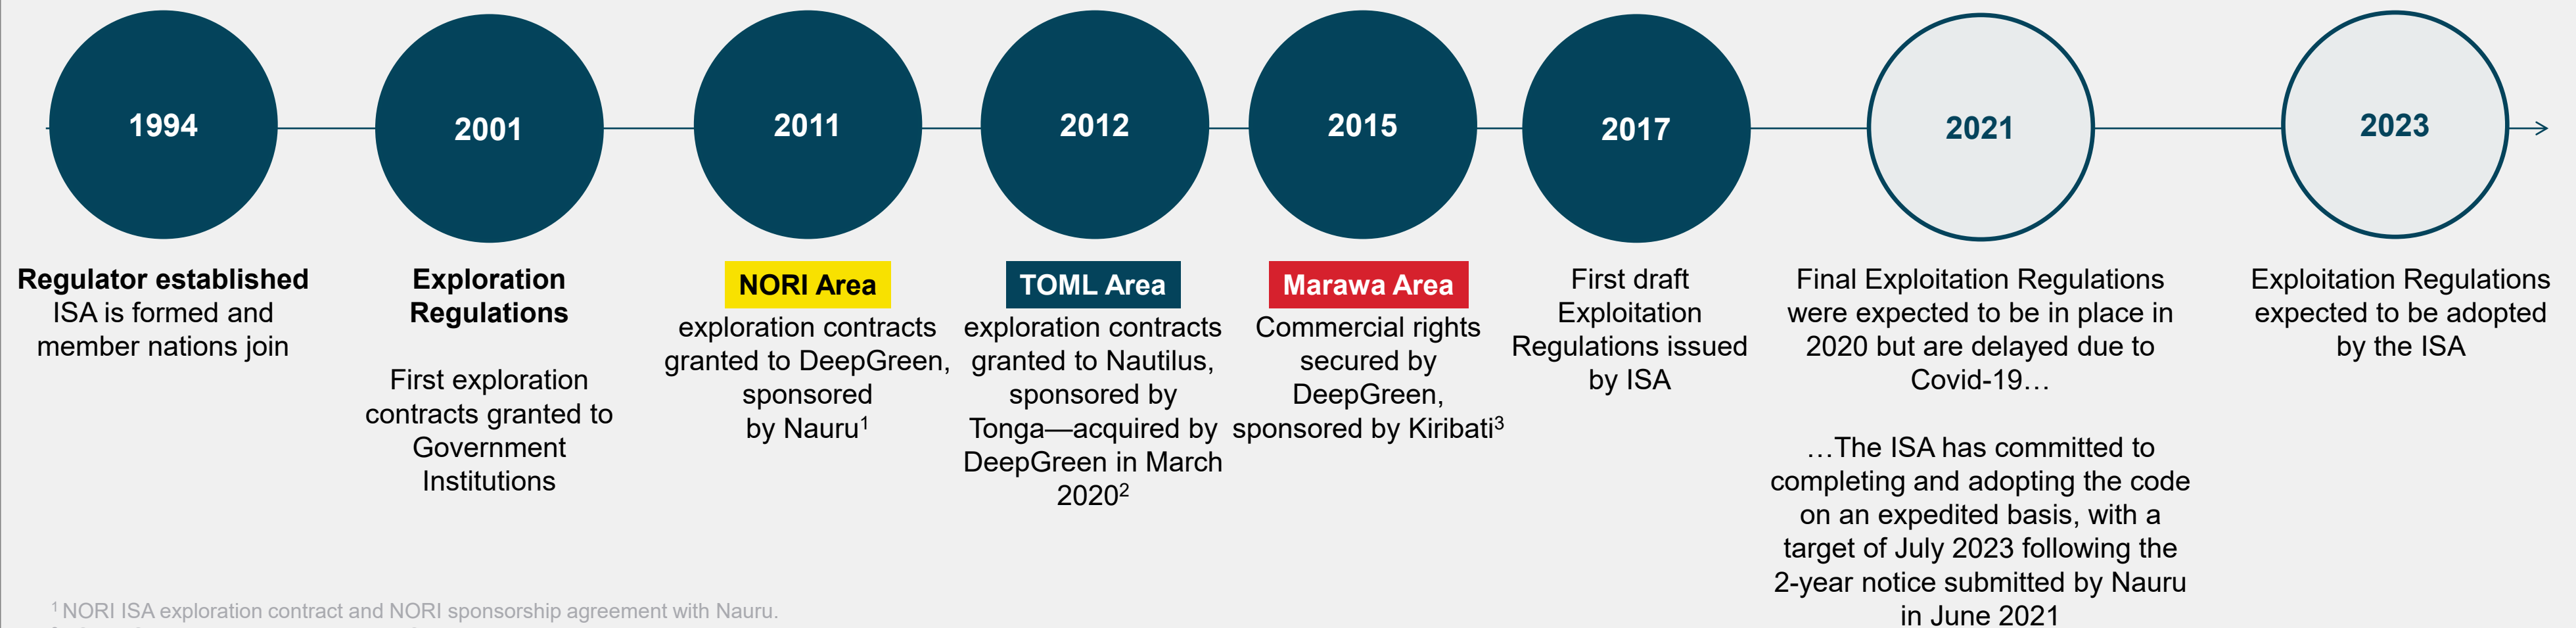 1994
Regulator established
ISA is formed and
member nations join
2001
Exploration
Regulations
First exploration
contracts granted to
Government
Institutions
2011
NORI Area
exploration contracts
granted to DeepGreen,
sponsored
by Nauru¹
2012
TOML Area
exploration contracts
granted to Nautilus,
sponsored by
Tonga—acquired by
DeepGreen in March
2020²
2015
Marawa Area
Commercial rights
secured by
DeepGreen,
sponsored by Kiribati³
2017
First draft
Exploitation
Regulations issued
by ISA
2021
Final Exploitation Regulations
were expected to be in place in
2020 but are delayed due to
Covid-19…
…The ISA has committed to
completing and adopting the code
on an expedited basis, with a
target of July 2023 following the
2-year notice submitted by Nauru
in June 2021
2023
Exploitation Regulations
expected to be adopted
by the ISA
¹ NORI ISA exploration contract and NORI sponsorship agreement with Nauru.